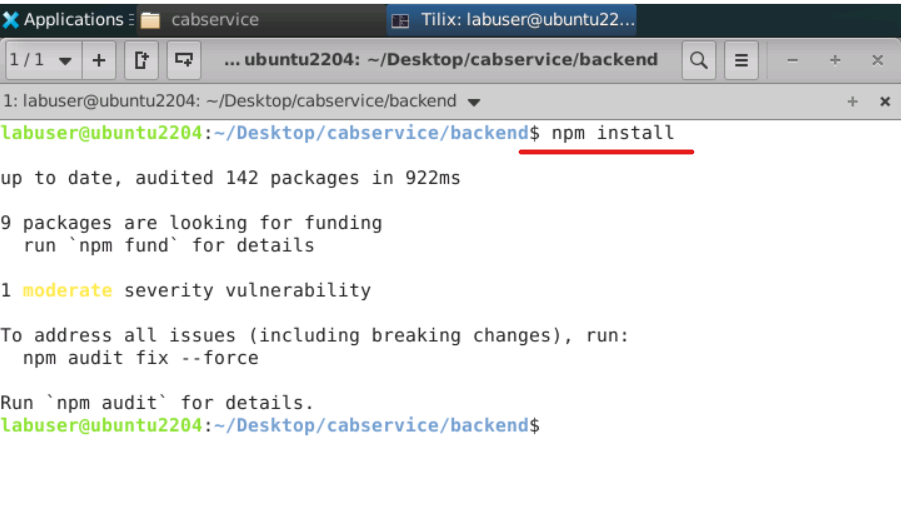 Applications
cabservice
Tilix: labuser@ubuntu22...
1 / 1
... ubuntu2204: ~/Desktop/cabservice/backend
1: labuser@ubuntu2204: ~/Desktop/cabservice/backend
labuser@ubuntu2204:~/Desktop/cabservice/backend$ npm install
up to date, audited 142 packages in 922ms
9 packages are looking for funding
  run `npm fund` for details
1 moderate severity vulnerability
To address all issues (including breaking changes), run:
  npm audit fix --force
Run `npm audit` for details.
labuser@ubuntu2204:~/Desktop/cabservice/backend$